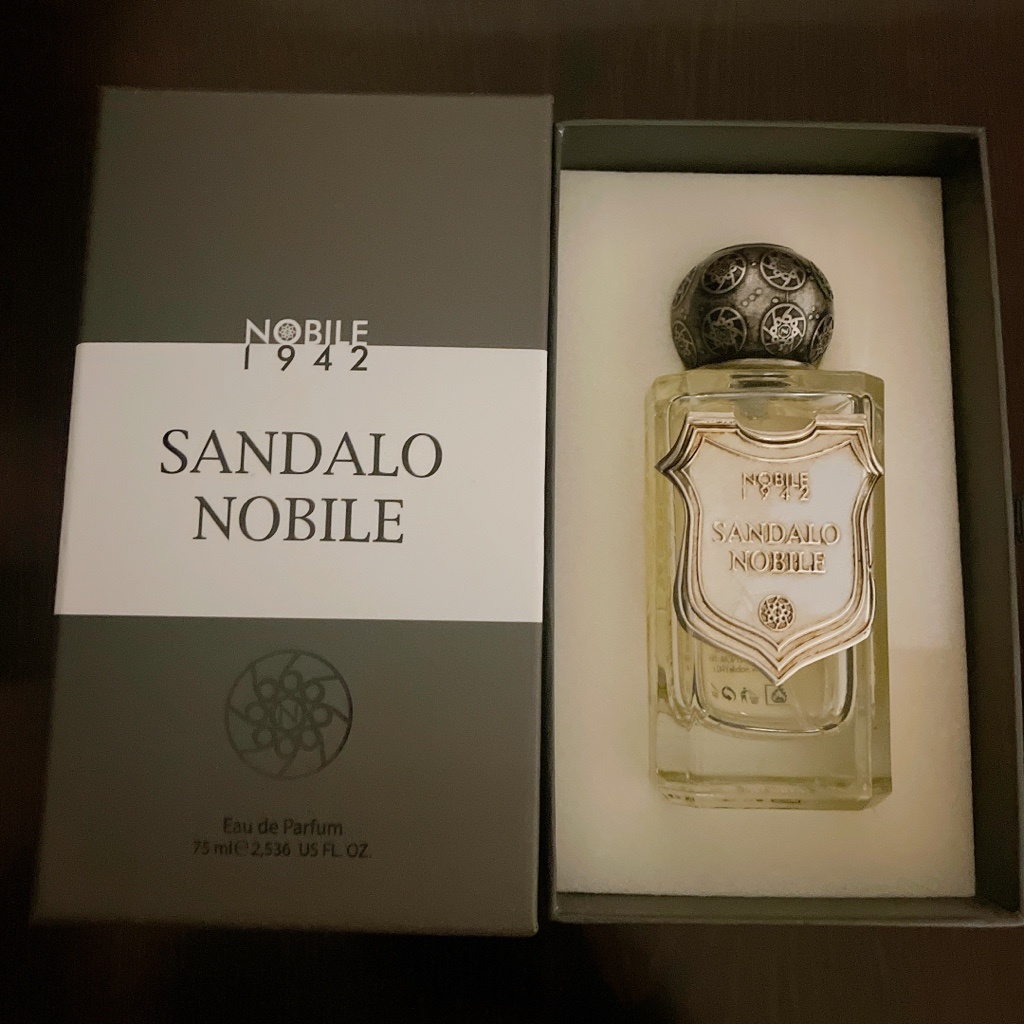 NOBILE
1942
SANDALO
NOBILE
N
Eau de Parfum
75 ml ℮ 2,536 US FL. OZ.
NOBILE
1942
SANDALO
NOBILE